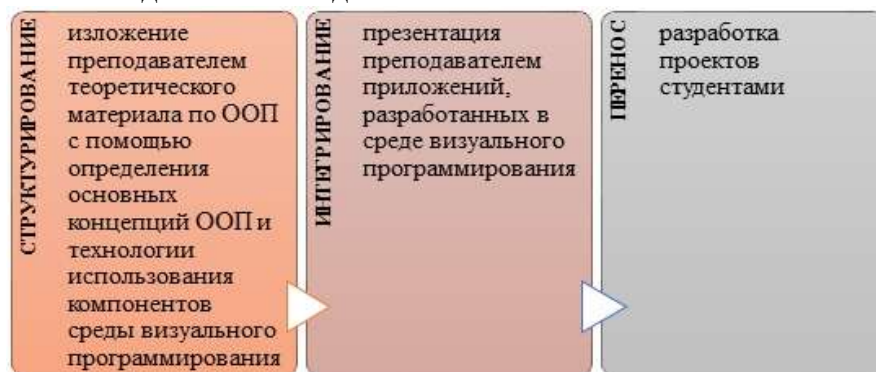 СТРУКТУРИРОВАНИЕ
изложение
преподавателем
теоретического
материала по ООП
с помощью
определения
основных
концепций ООП и
технологии
использования
компонентов
среды визуального
программирования
ИНТЕГРИРОВАНИЕ
презентация
преподавателем
приложений,
разработанных в
среде визуального
программирования
ПЕРЕНОС
разработка
проектов
студентами